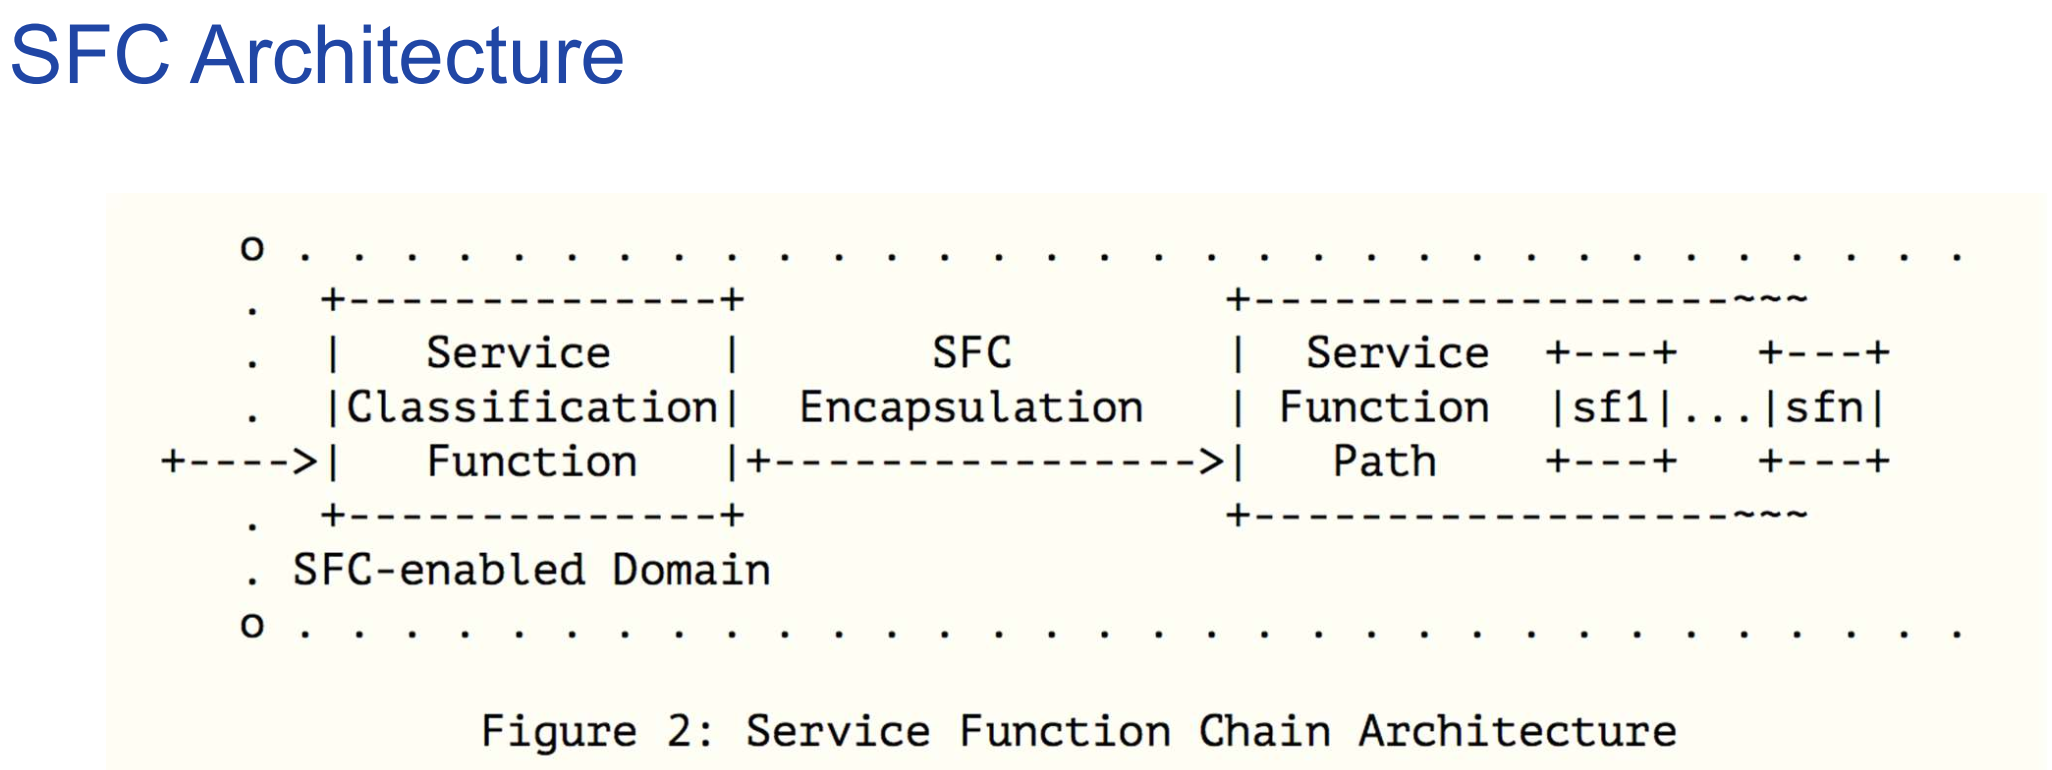 SFC Architecture
o . . . . . . . . . . . . . . . . . . . . . . . . . . . . . . . .
.  +--------------+                  +------------------~~~
.  |   Service    |       SFC        |  Service  +---+   +---+
.  |Classification|  Encapsulation   | Function  |sf1|...|sfn|
+---->|   Function   |+---------------->|   Path    +---+   +---+
.  +--------------+                  +------------------~~~
. SFC-enabled Domain
o . . . . . . . . . . . . . . . . . . . . . . . . . . . . . . . .
Figure 2: Service Function Chain Architecture